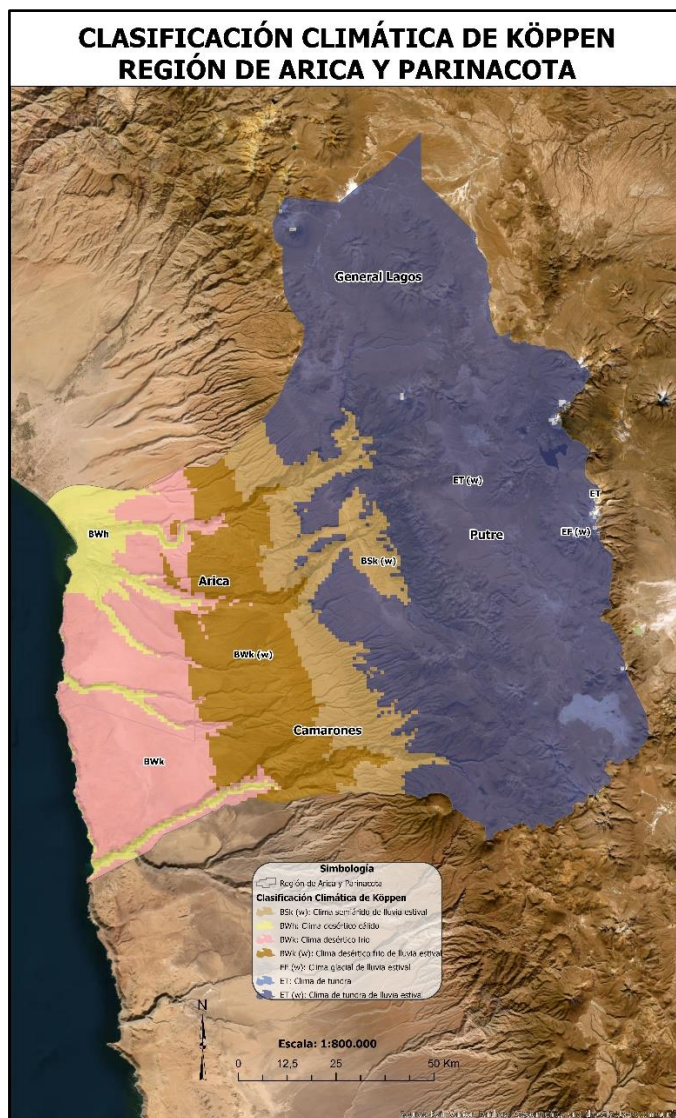 CLASIFICACIÓN CLIMÁTICA DE KÖPPEN
REGIÓN DE ARICA Y PARINACOTA
General Lagos
ET (w)
ET
BWh
Putre
EF (w)
BSk (w)
Arica
BWk (w)
Camarones
BWk
Simbología
Región de Arica y Parinacota
Clasificación Climática de Köppen
BSk (w): Clima semiárido de lluvia estival
BWh: Clima desértico cálido
BWk: Clima desértico frío
BWk (w): Clima desértico frío de lluvia estival
EF (w): Clima glacial de lluvia estival
ET: Clima de tundra
ET (w): Clima de tundra de lluvia estival
N
Escala: 1:800.000
0 12,5 25 50 Km